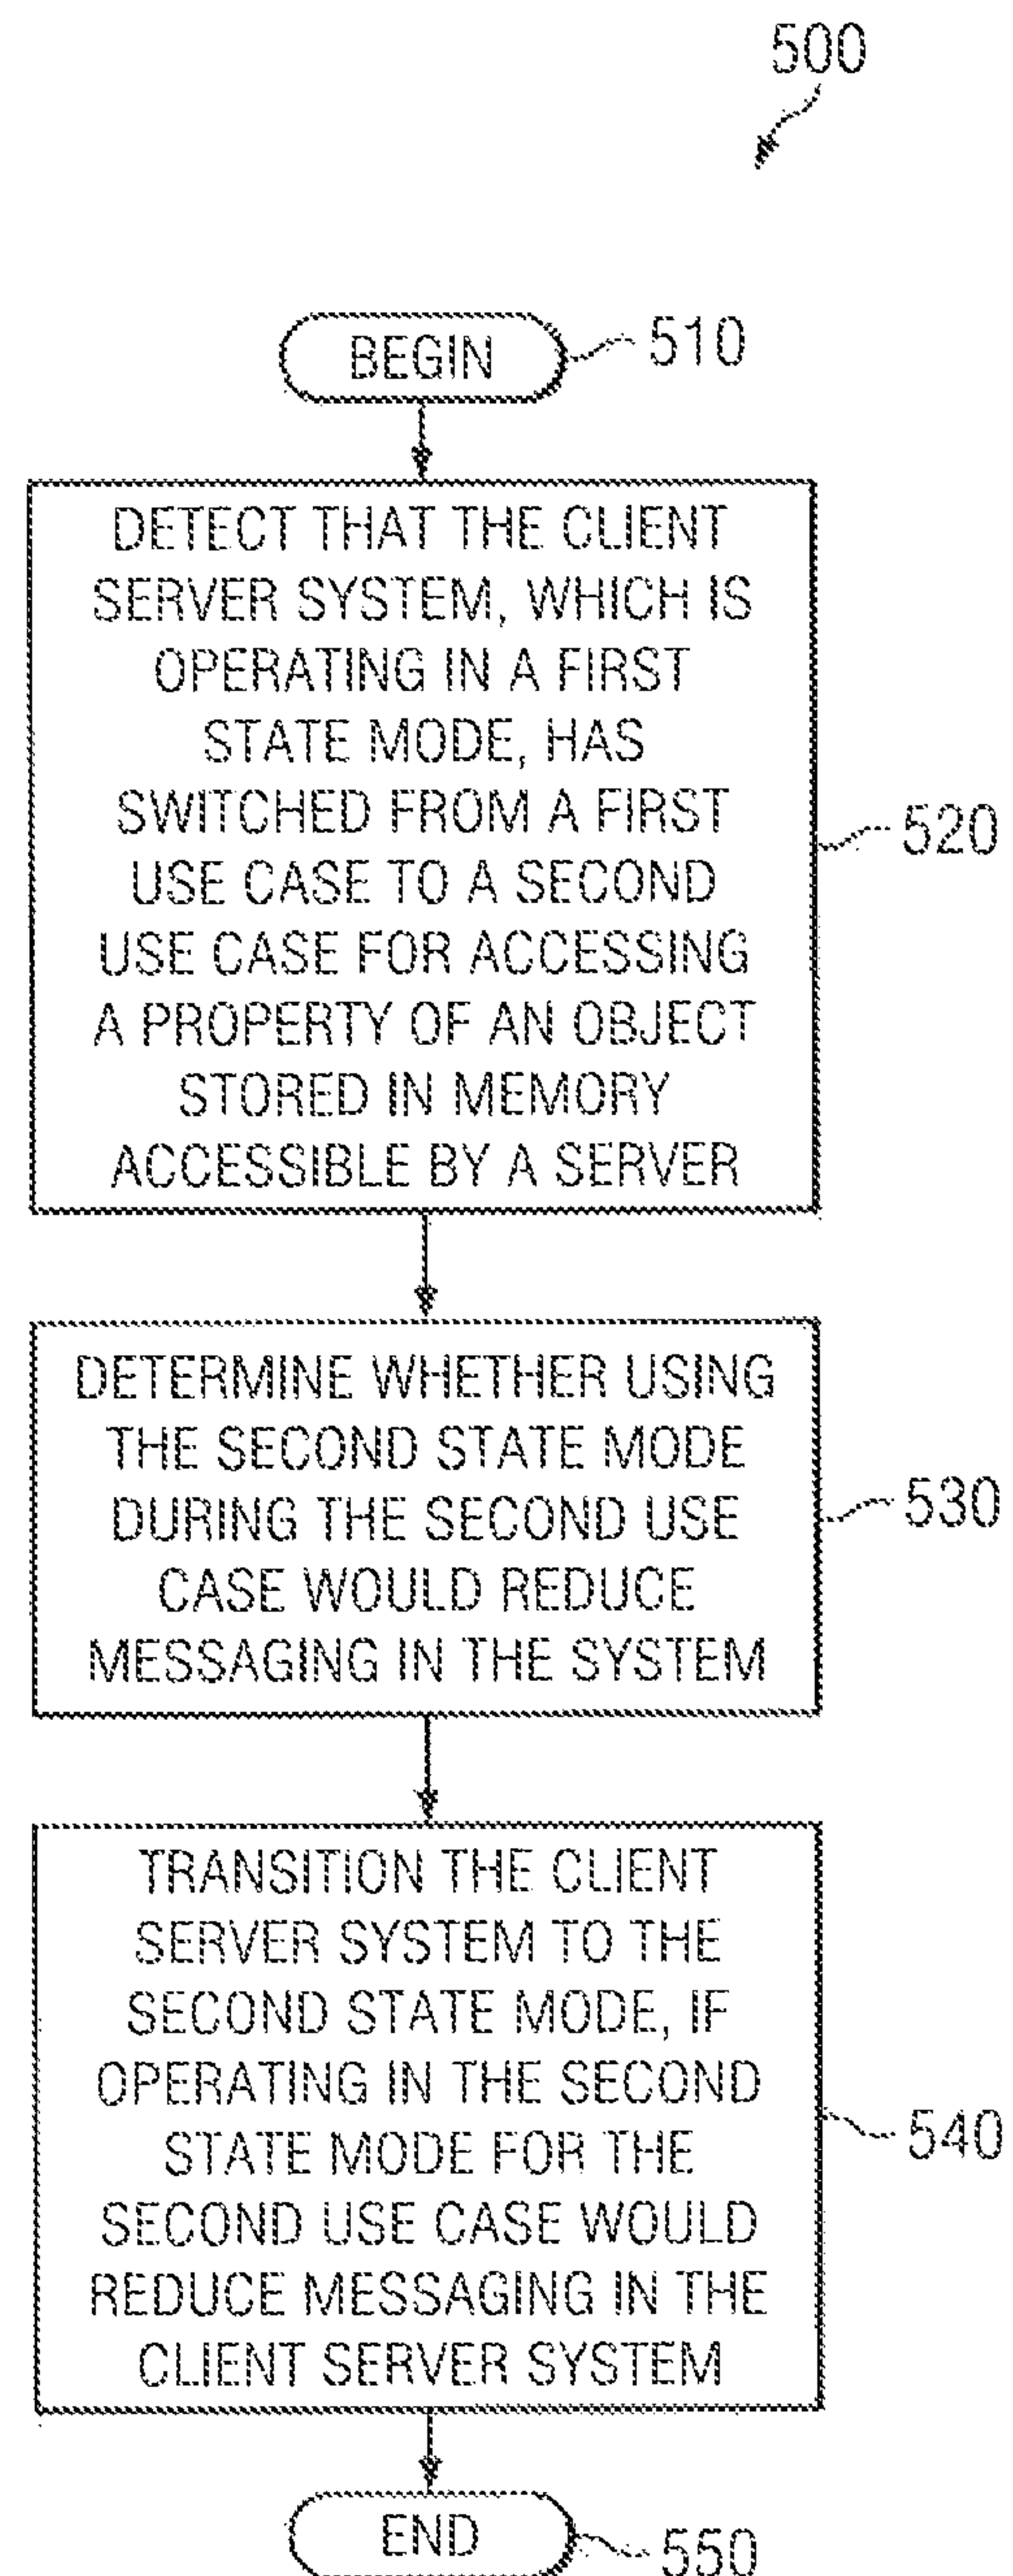 500
BEGIN
510
DETECT THAT THE CLIENT
SERVER SYSTEM, WHICH IS
OPERATING IN A FIRST
STATE MODE, HAS
SWITCHED FROM A FIRST
USE CASE TO A SECOND
USE CASE FOR ACCESSING
A PROPERTY OF AN OBJECT
STORED IN MEMORY
ACCESSIBLE BY A SERVER
520
DETERMINE WHETHER USING
THE SECOND STATE MODE
DURING THE SECOND USE
CASE WOULD REDUCE
MESSAGING IN THE SYSTEM
530
TRANSITION THE CLIENT
SERVER SYSTEM TO THE
SECOND STATE MODE, IF
OPERATING IN THE SECOND
STATE MODE FOR THE
SECOND USE CASE WOULD
REDUCE MESSAGING IN THE
CLIENT SERVER SYSTEM
540
END
550